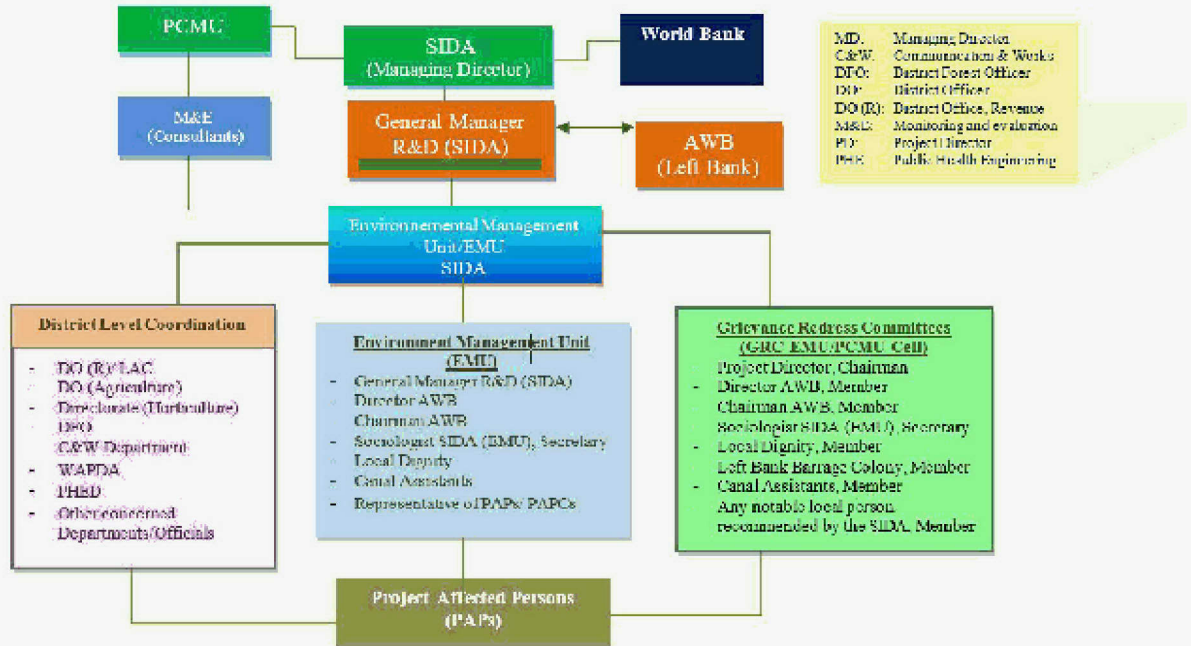 PCMU
SIDA
(Managing Director)
World Bank
MD: Managing Director
C&W: Communication & Works
DFO: District Forest Officer
DO: District Officer
DO (R): District Office, Revenue
M&E: Monitoring and evaluation
PD: Project Director
PHE Public Health Engineering
M&E
(Consultants)
General Manager
R&D (SIDA)
AWB
(Left Bank)
Environnemental Management
Unit/EMU
SIDA
District Level Coordination
- DO (R)/ LAC
- DO (Agriculture)
- Directorate (Horticulture)
- DFO
C&W Department
- WAPDA
- PHED
- Other concerned
Departments/Officials
Environment Management Unit
(EMU)
- General Manager R&D (SIDA)
- Director AWB
Chairman AWB
- Sociologist SIDA (EMU), Secretary
- Local Dignity
- Canal Assistants
- Representative of PAPs/ PAPCs
Grievance Redress Committees
(GRC EMU/PCMU Cell)
- Project Director, Chairman
- Director AWB, Member
Chairman AWB, Member
Sociologist SIDA (EMU), Secretary
- Local Dignity, Member
Left Bank Barrage Colony, Member
- Canal Assistants, Member
- Any notable local person
recommended by the SIDA, Member
Project Affected Persons
(PAPs)